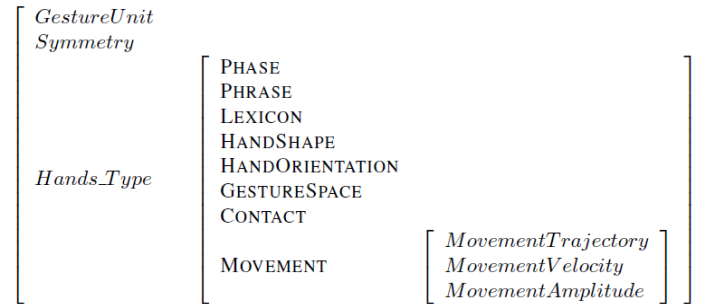 GestureUnit
Symmetry
Hands_Type
PHASE
PHRASE
LEXICON
HANDSHAPE
HANDORIENTATION
GESTURESPACE
CONTACT
MOVEMENT
MovementTrajectory
MovementVelocity
MovementAmplitude